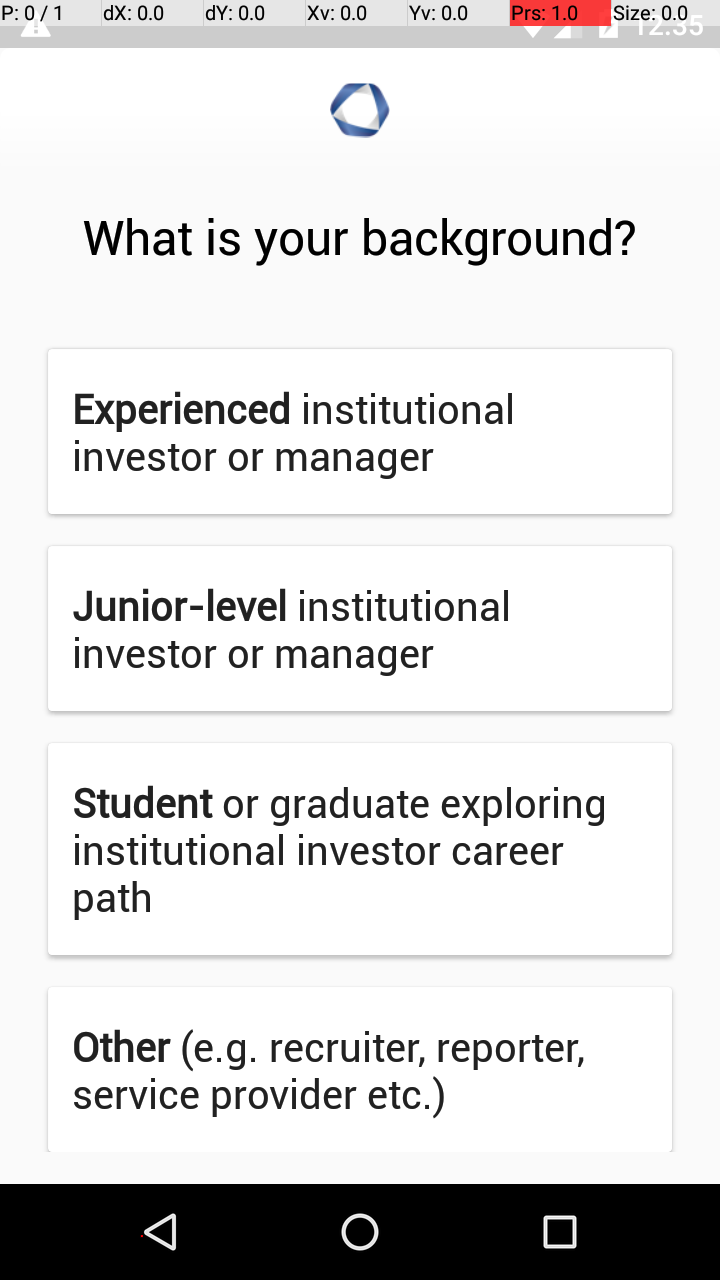 P: 0 / 1 dX: 0.0 dY: 0.0 Xv: 0.0 Yv: 0.0 Prs: 1.0 Size: 0.0
12:35
What is your background?
Experienced institutional
investor or manager
Junior-level institutional
investor or manager
Student or graduate exploring
institutional investor career
path
Other (e.g. recruiter, reporter,
service provider etc.)